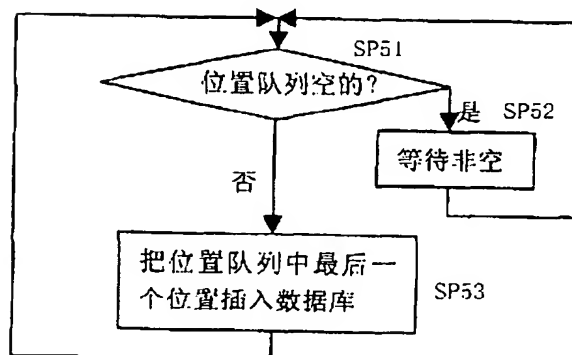 SP51
位置队列空的?
是
SP52
等待非空
否
把位置队列中最后一
个位置插入数据库
SP53